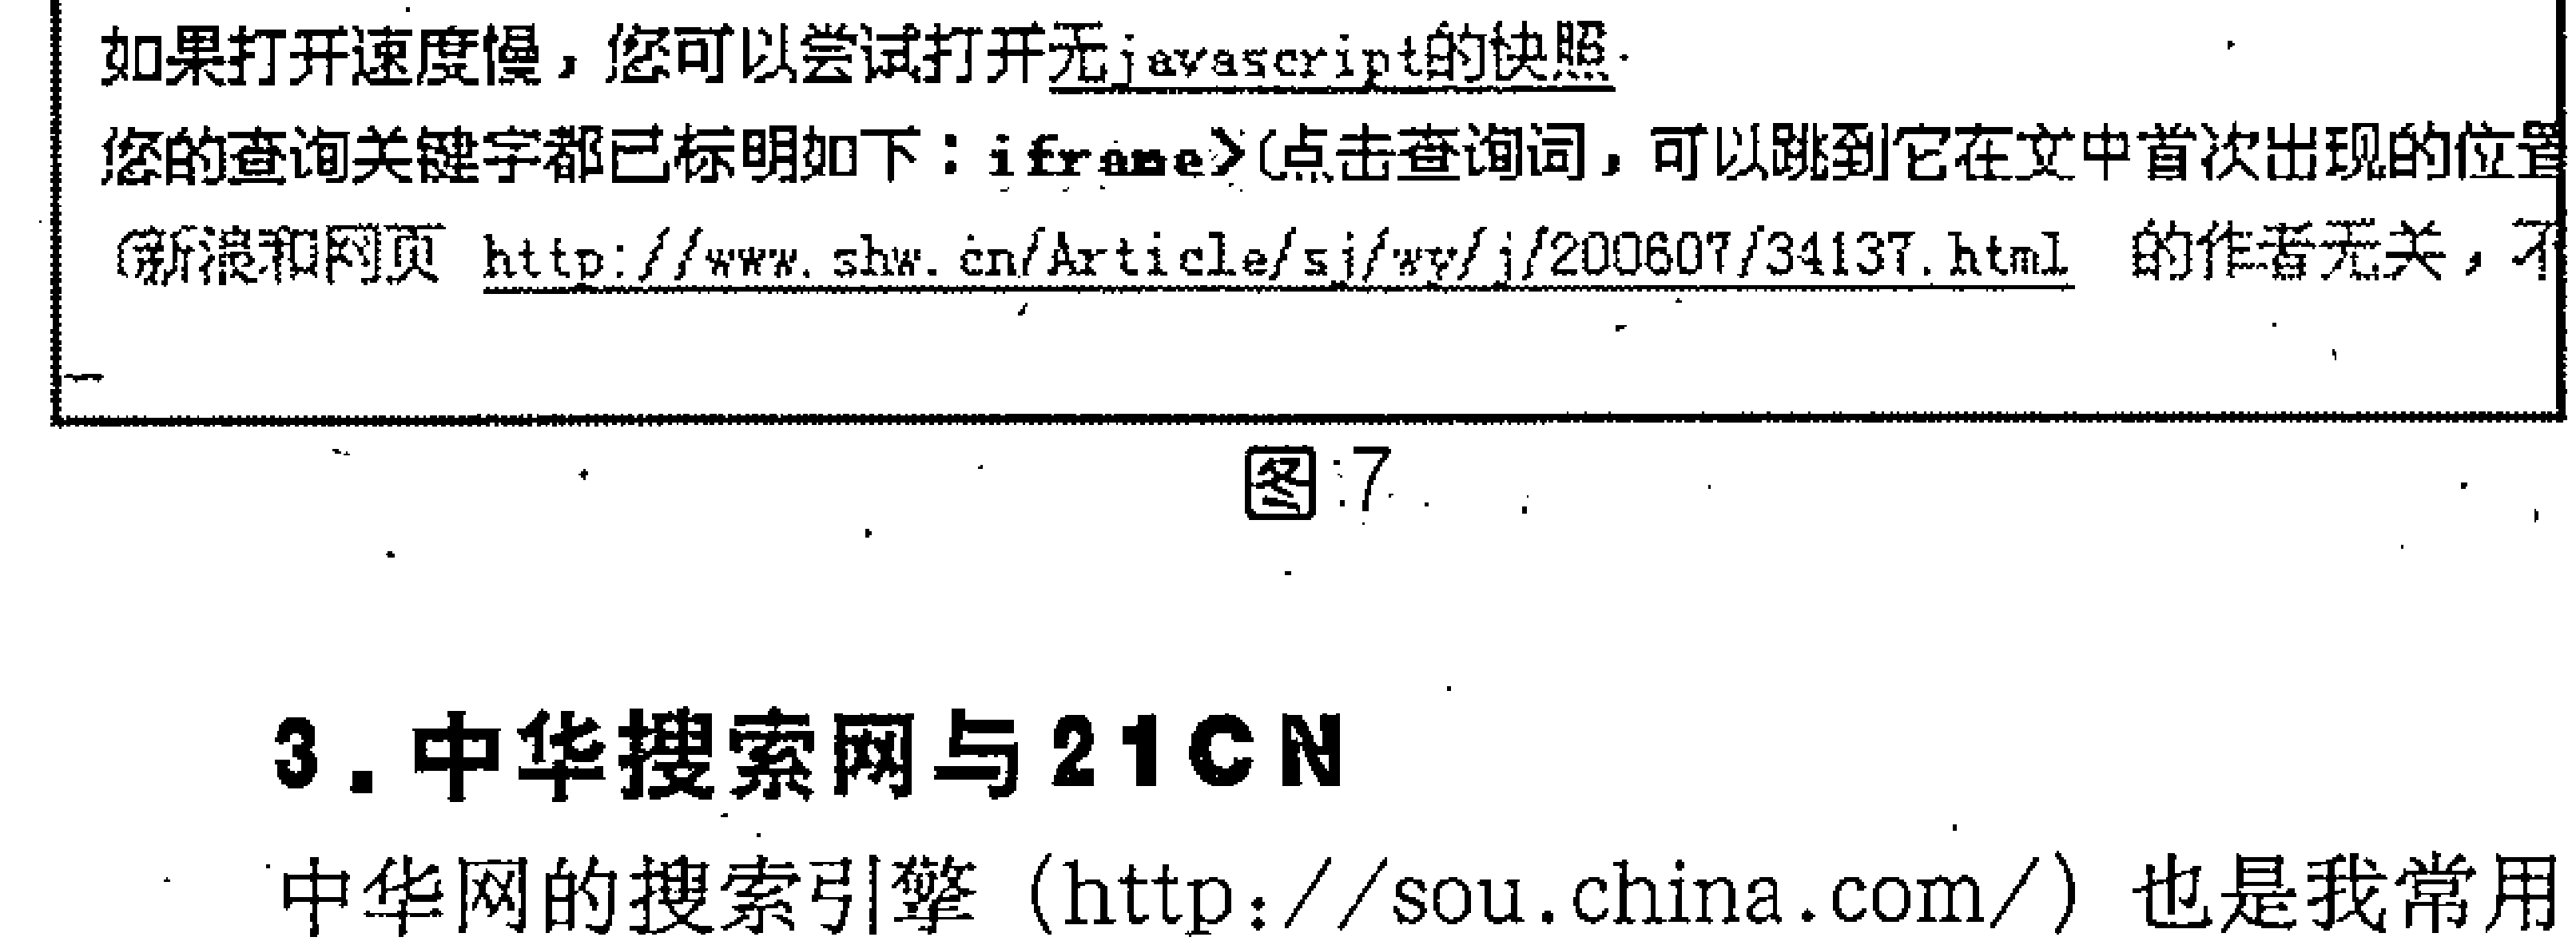 如果打开速度慢，您可以尝试打开无javascript的快照
您的查询关键字都已标明如下：iframe>(点击查询词，可以跳到它在文中首次出现的位置
(新浪和网页 http://www.shw.cn/Article/sj/wy/j/200607/34137.html 的作者无关，不
图7
3.中华搜索网与21CN
中华网的搜索引擎（http://sou.china.com/）也是我常用